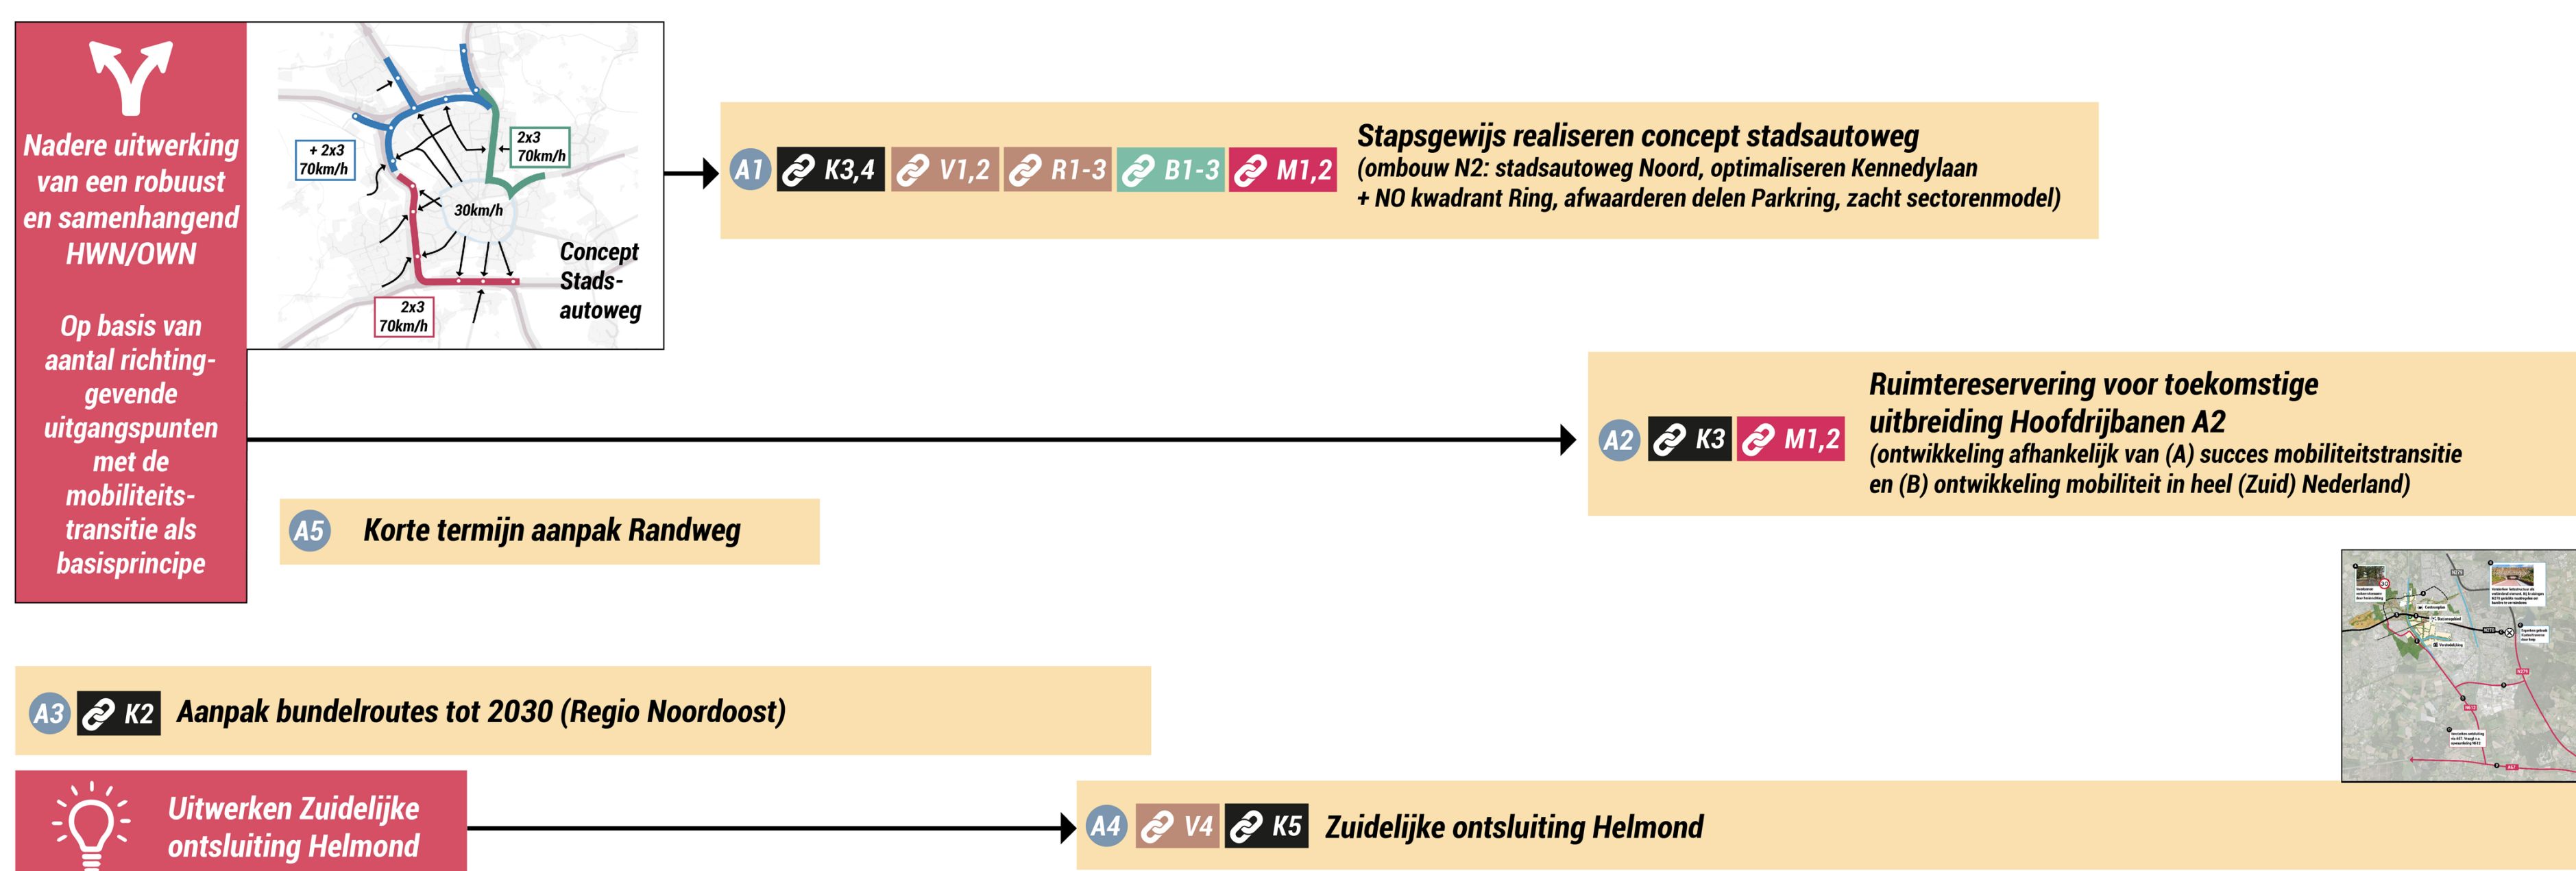 Nadere uitwerking
van een robuust
en samenhangend
HWN/OWN
Op basis van
aantal richting-
gevende
uitgangspunten
met de
mobiliteits-
transitie als
basisprincipe
+ 2x3
70km/h
2x3
70km/h
30km/h
2x3
70km/h
Concept
Stads-
autoweg
A1 K3,4 V1,2 R1-3 B1-3 M1,2
Stapsgewijs realiseren concept stadsautoweg
(ombouw N2: stadsautoweg Noord, optimaliseren Kennedylaan
+ NO kwadrant Ring, afwaarderen delen Parkring, zacht sectorenmodel)
A2 K3 M1,2
Ruimtereservering voor toekomstige
uitbreiding Hoofdrijbanen A2
(ontwikkeling afhankelijk van (A) succes mobiliteitstransitie
en (B) ontwikkeling mobiliteit in heel (Zuid) Nederland)
A5 Korte termijn aanpak Randweg
A3 K2 Aanpak bundelroutes tot 2030 (Regio Noordoost)
Uitwerken Zuidelijke
ontsluiting Helmond
A4 V4 K5 Zuidelijke ontsluiting Helmond